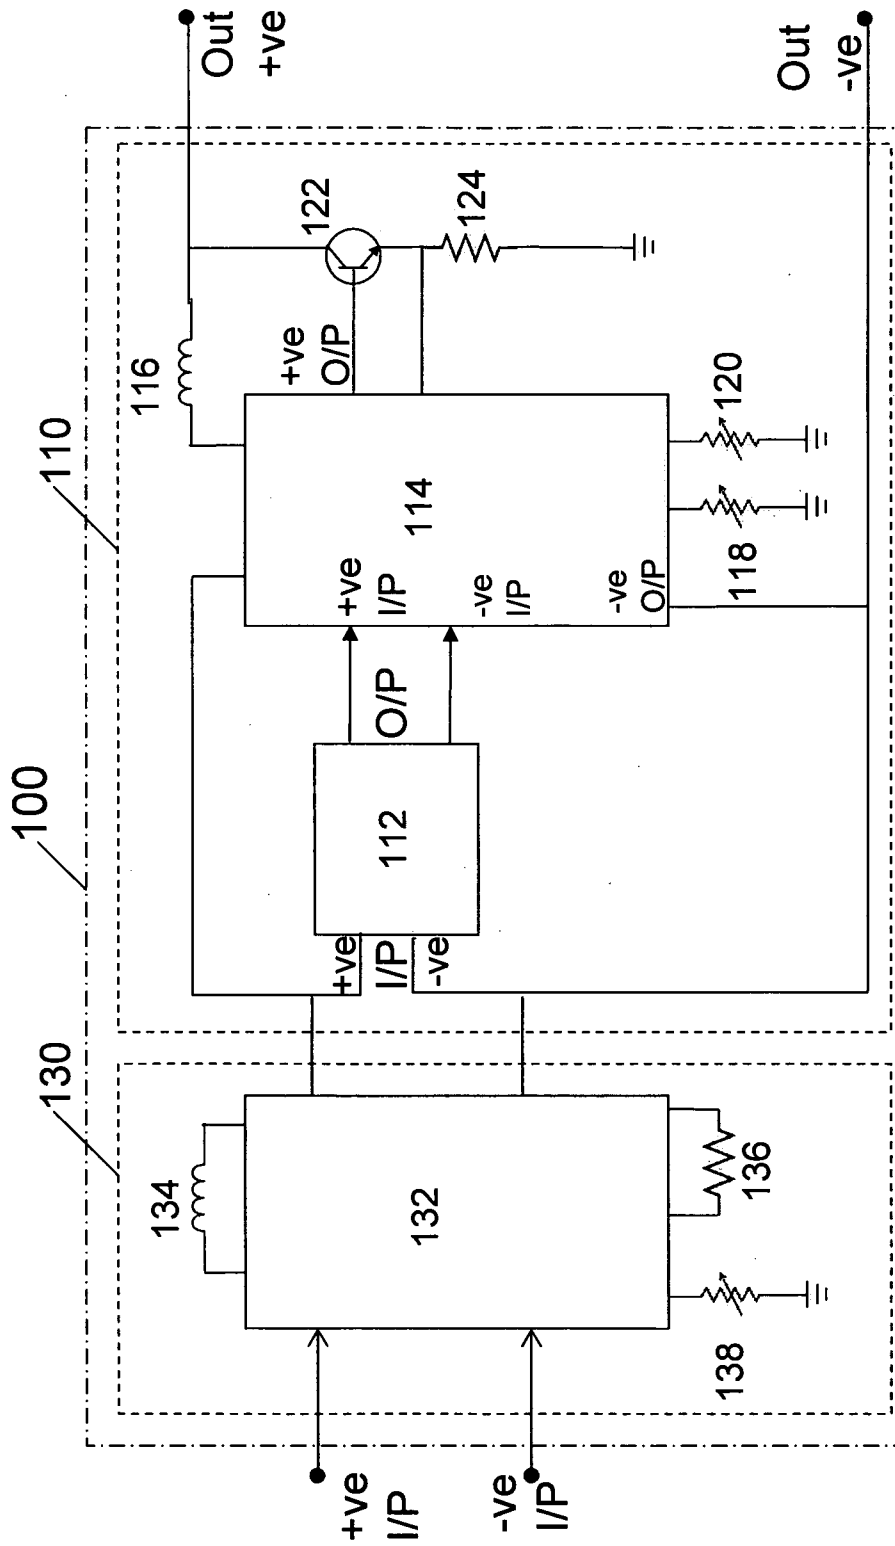 100
130
110
134
132
136
138
+ve
I/P
-ve
I/P
+ve
I/P
-ve
112
O/P
+ve
I/P
-ve
I/P
-ve
O/P
114
116
118
120
+ve
O/P
122
124
Out
+ve
Out
-ve